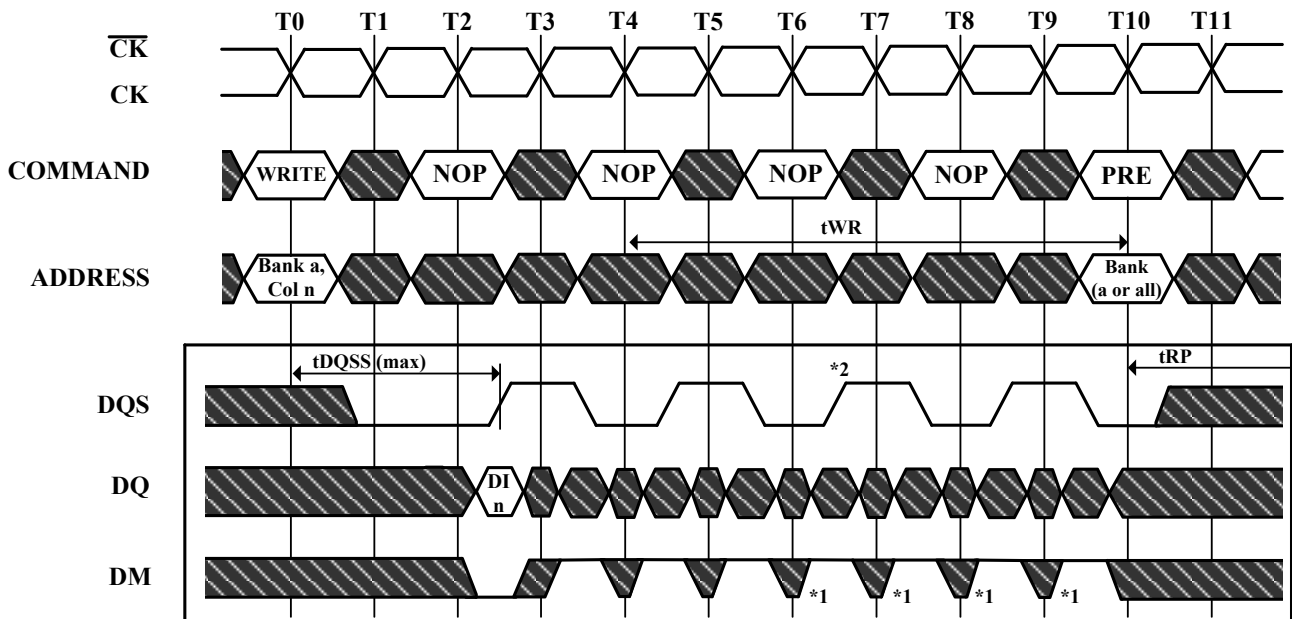 T0 T1 T2 T3 T4 T5 T6 T7 T8 T9 T10 T11
CK
CK
COMMAND WRITE NOP NOP NOP NOP PRE
tWR
ADDRESS Bank a, Bank
Col n (a or all)
tDQSS (max) *2 tRP
DQS
DQ DI
n
DM *1 *1 *1 *1